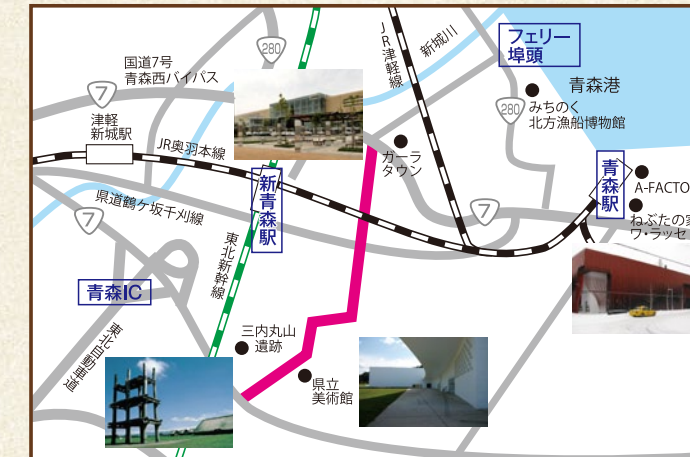 フェリー
埠頭
280
国道7号
青森西バイパス
7
津軽
新城駅
JR奥羽本線
JR津軽線
新城川
青森港
280
みちのく
北方漁船博物館
ガーラ
タウン
青森駅
A-FACTO
ねぶたの家
ワ・ラッセ
7
新青森駅
県道鶴ケ坂千刈線
7
東北新幹線
青森IC
東北自動車道
三内丸山
遺跡
県立
美術館